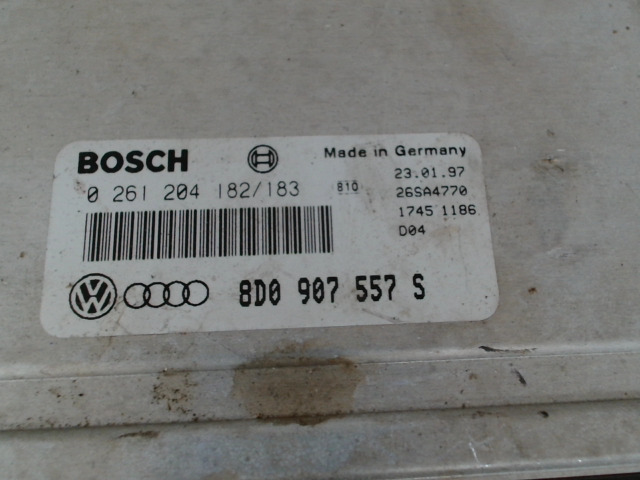 BOSCH
Made in Germany
0 261 204 182/183
810
23.01.97
26SA4770
1745 1186
D04
VW
8D0 907 557 S